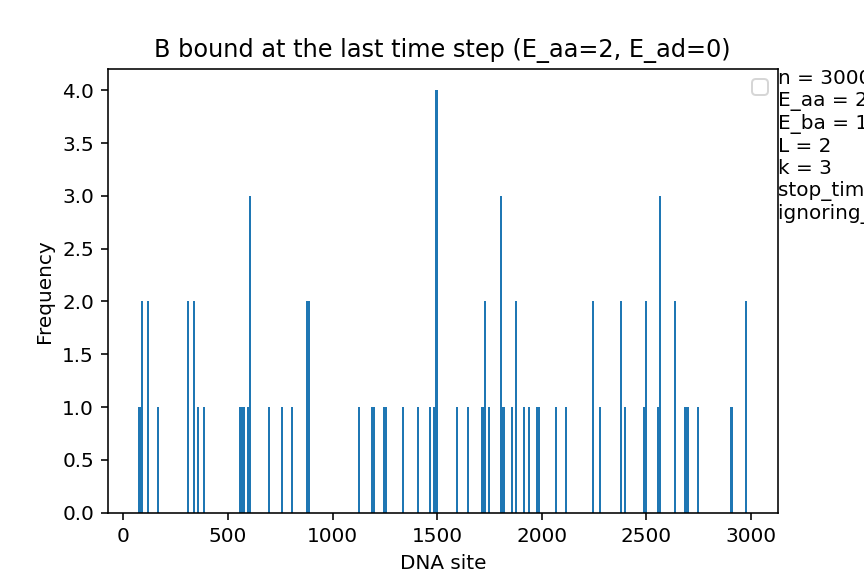 B bound at the last time step (E_aa=2, E_ad=0)
n = 3000
E_aa = 2
E_ba = 1
L = 2
k = 3
stop_tim
ignoring_
4.0
3.5
3.0
2.5
2.0
1.5
1.0
0.5
0.0
Frequency
0 500 1000 1500 2000 2500 3000
DNA site